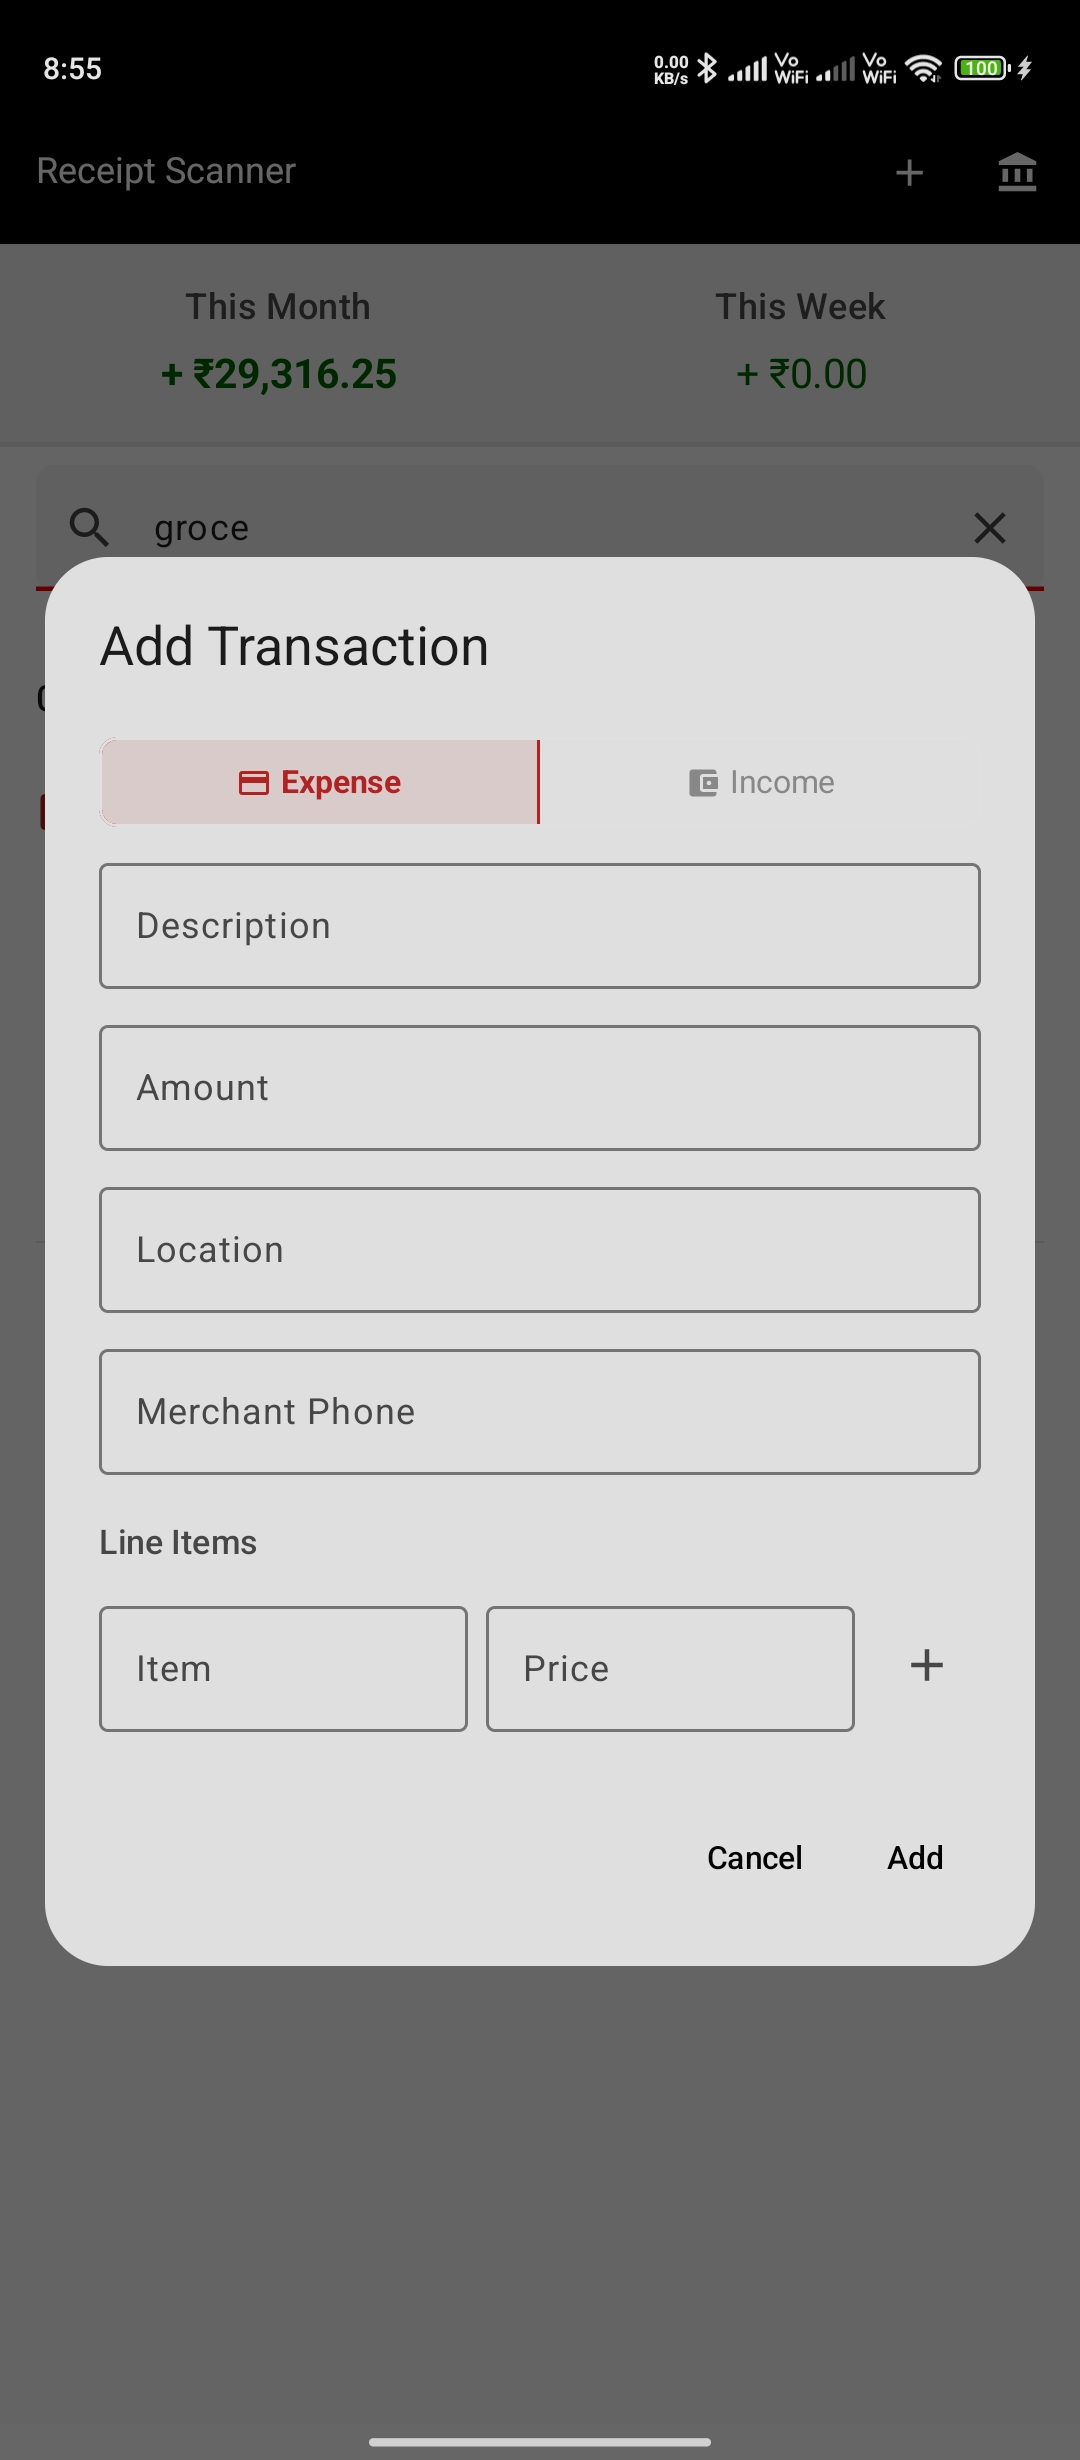 8:55
0.00
KB/s
Vo
WiFi
Vo
WiFi
100
Receipt Scanner
This Month
This Week
+ ₹29,316.25
+ ₹0.00
groce
Add Transaction
Expense
Income
Description
Amount
Location
Merchant Phone
Line Items
Item
Price
Cancel
Add